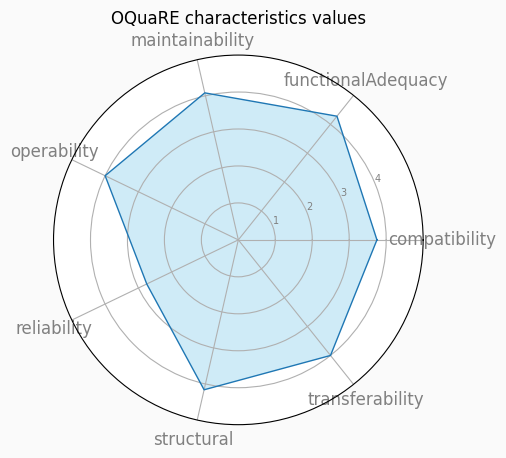 OQuaRE characteristics values
maintainability
functionalAdequacy
operability
4
3
2
1
compatibility
reliability
transferability
structural